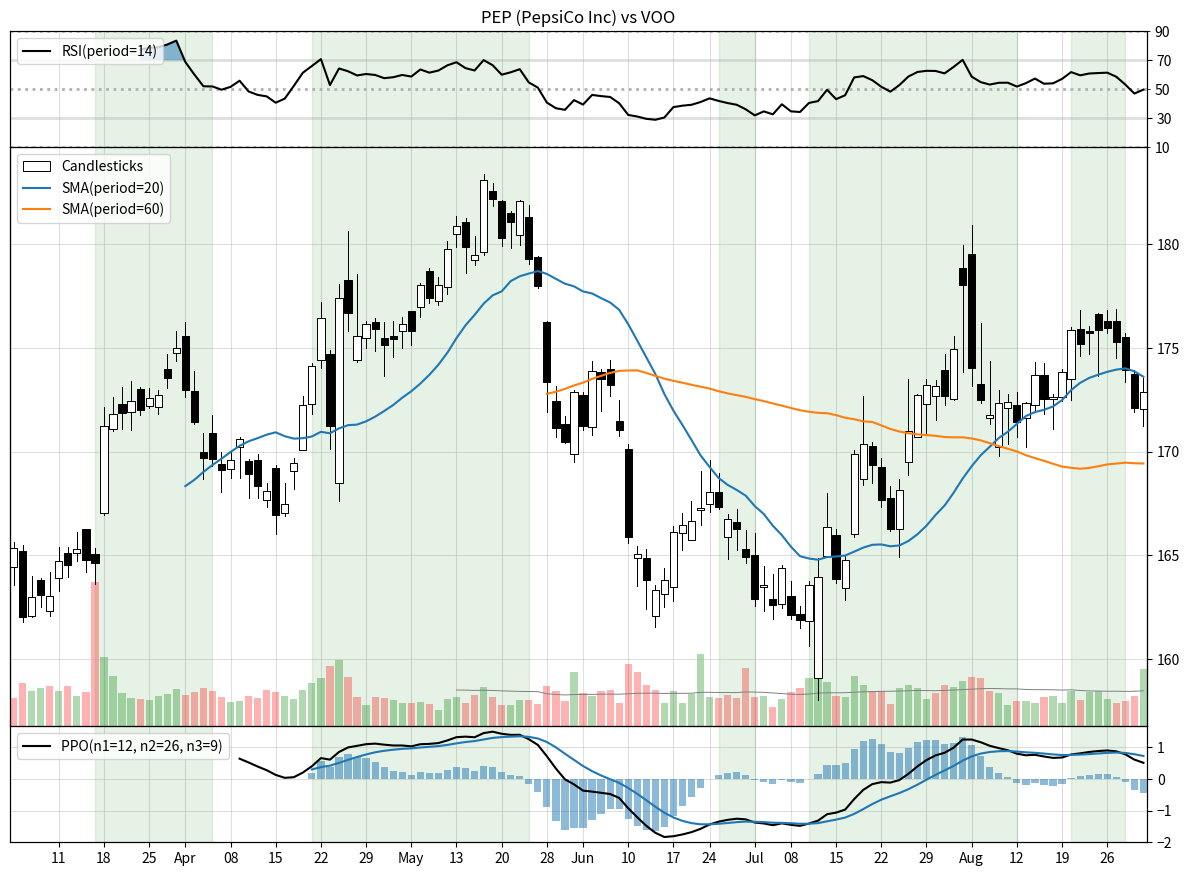 PEP (PepsiCo Inc) vs VOO
RSI(period=14)
90
70
50
30
10
Candlesticks
SMA(period=20)
SMA(period=60)
180
175
170
165
160
PPO(n1=12, n2=26, n3=9)
1
0
−1
−2
11 18 25 Apr 08 15 22 29 May 13 20 28 Jun 10 17 24 Jul 08 15 22 29 Aug 12 19 26